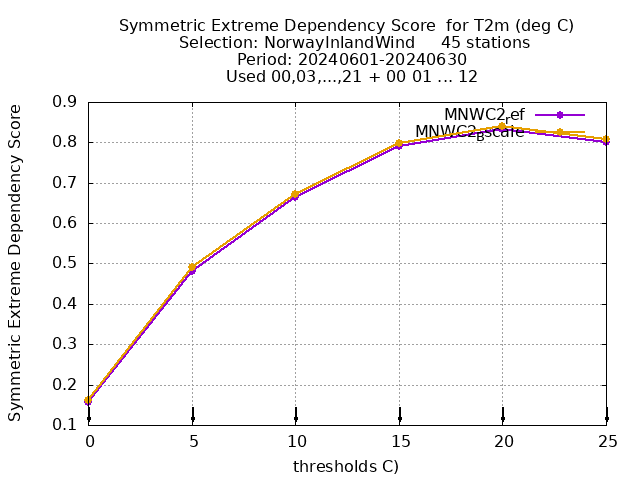 Symmetric Extreme Dependency Score for T2m (deg C)
Selection: NorwayInlandWind 45 stations
Period: 20240601-20240630
Used 00,03,...,21 + 00 01 ... 12
Symmetric Extreme Dependency Score
0.9
0.8
0.7
0.6
0.5
0.4
0.3
0.2
0.1
MNWC2ref
MNWC2Bscafe
0 5 10 15 20 25
thresholds C)